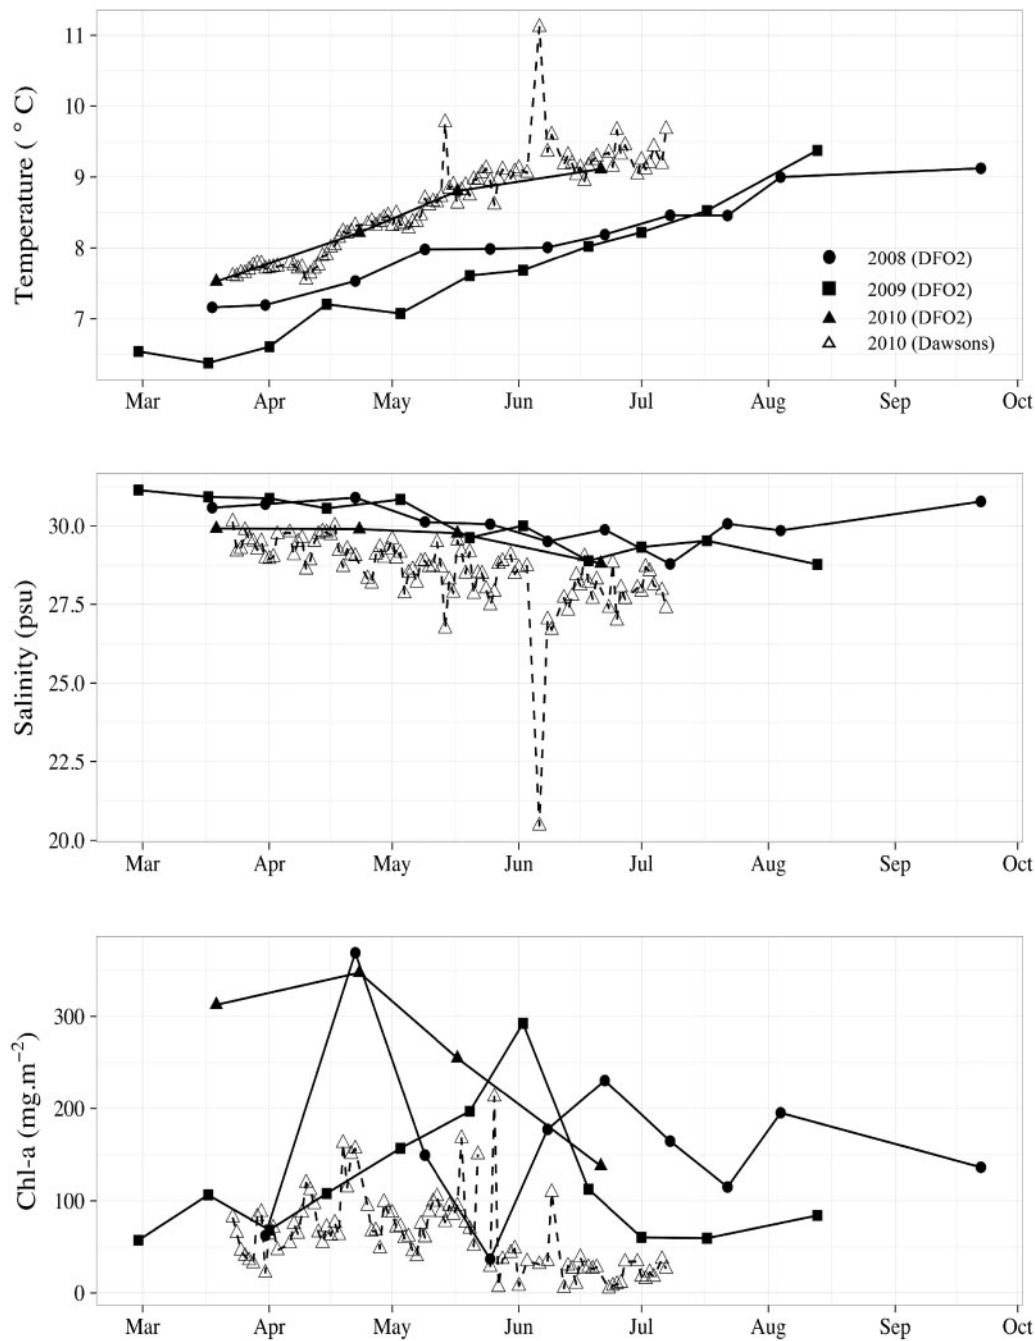 11
10
9
8
7
Temperature ( ° C)
2008 (DFO2)
2009 (DFO2)
2010 (DFO2)
2010 (Dawsons)
Mar Apr May Jun Jul Aug Sep Oct
30.0
27.5
25.0
22.5
20.0
Salinity (psu)
Mar Apr May Jun Jul Aug Sep Oct
300
200
100
0
Chl-a (mg.m⁻²)
Mar Apr May Jun Jul Aug Sep Oct